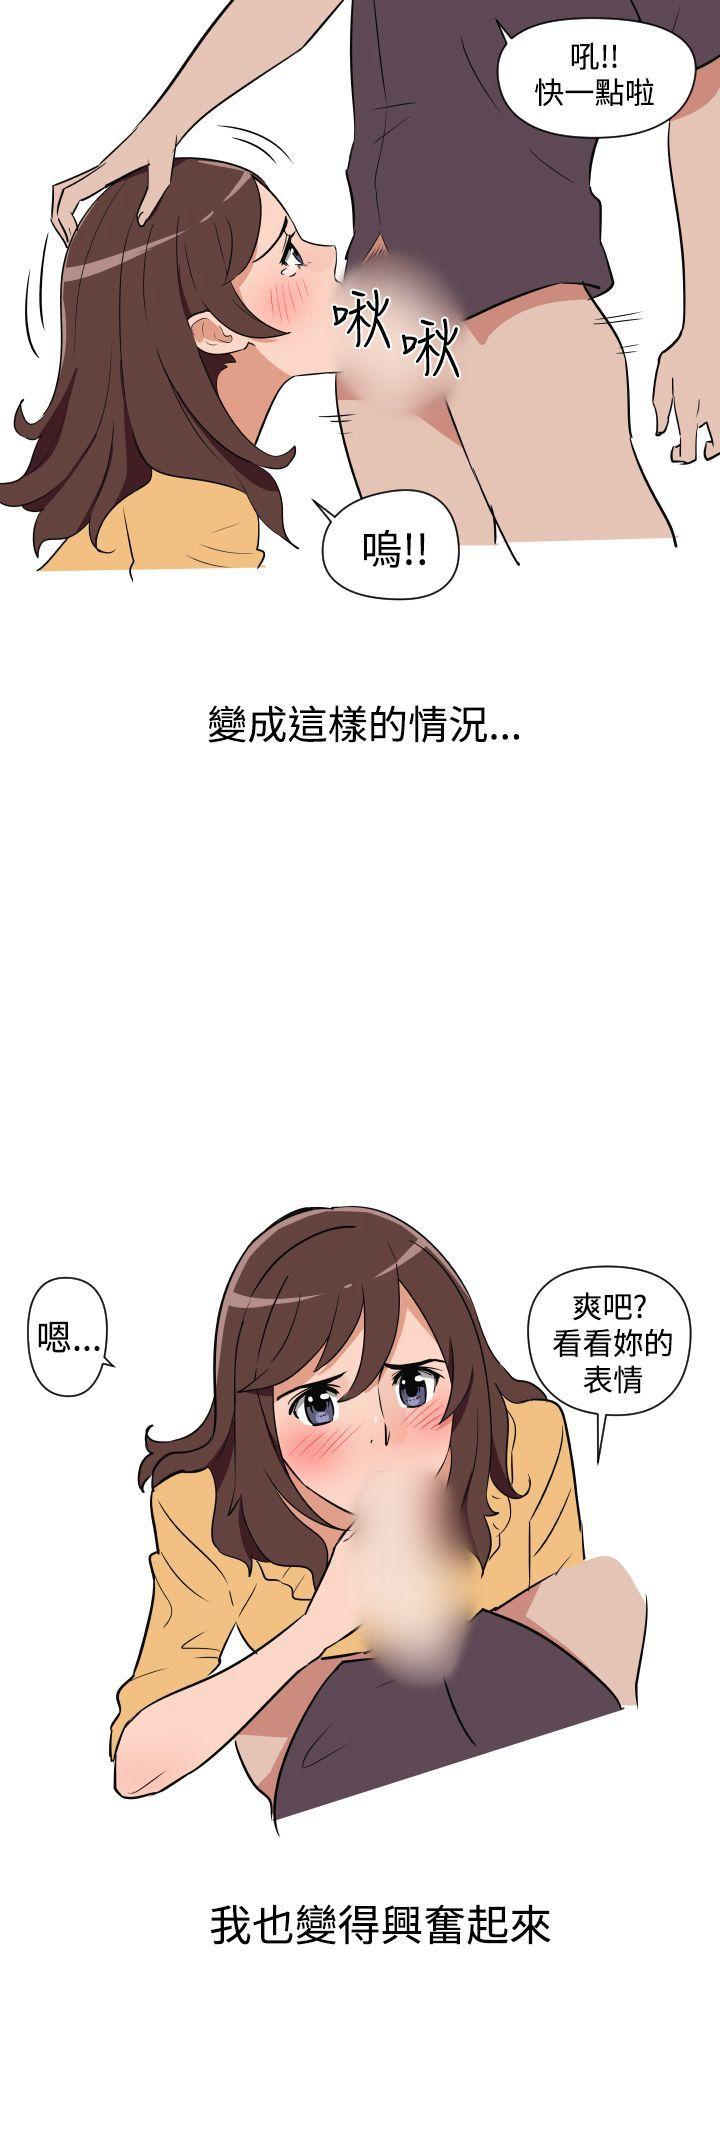 吼!!
快一點啦
啾
啾
嗚!!
變成這樣的情況...
嗯...
爽吧?
看看妳的
表情
我也變得興奮起來